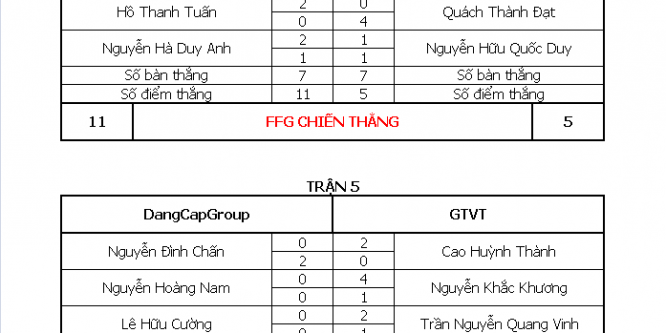 2 0
Hồ Thanh Tuấn Quách Thành Đạt
0 4
2 1
Nguyễn Hà Duy Anh Nguyễn Hữu Quốc Duy
1 1
Số bàn thắng 7 7 Số bàn thắng
Số điểm thắng 11 5 Số điểm thắng
11 FFG CHIẾN THẮNG 5
TRẬN 5
DangCapGroup GTVT
0 2
Nguyễn Đình Chấn Cao Huỳnh Thành
2 0
0 4
Nguyễn Hoàng Nam Nguyễn Khắc Khương
0 1
0 2
Lê Hữu Cường Trần Nguyễn Quang Vinh
0 1